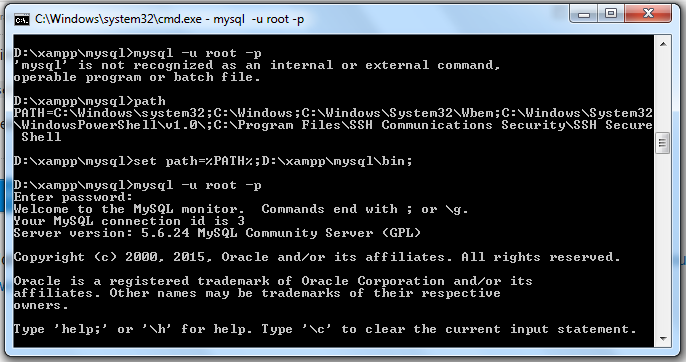 C:\Windows\system32\cmd.exe - mysql -u root -p
D:\xampp\mysql>mysql -u root -p
'mysql' is not recognized as an internal or external command,
operable program or batch file.
D:\xampp\mysql>path
PATH=C:\Windows\system32;C:\Windows;C:\Windows\System32\Wbem;C:\Windows\System32
\WindowsPowerShell\v1.0\;C:\Program Files\SSH Communications Security\SSH Secure
Shell
D:\xampp\mysql>set path=%PATH%;D:\xampp\mysql\bin;
D:\xampp\mysql>mysql -u root -p
Enter password:
Welcome to the MySQL monitor.  Commands end with ; or \g.
Your MySQL connection id is 3
Server version: 5.6.24 MySQL Community Server (GPL)
Copyright (c) 2000, 2015, Oracle and/or its affiliates. All rights reserved.
Oracle is a registered trademark of Oracle Corporation and/or its
affiliates. Other names may be trademarks of their respective
owners.
Type 'help;' or '\h' for help. Type '\c' to clear the current input statement.